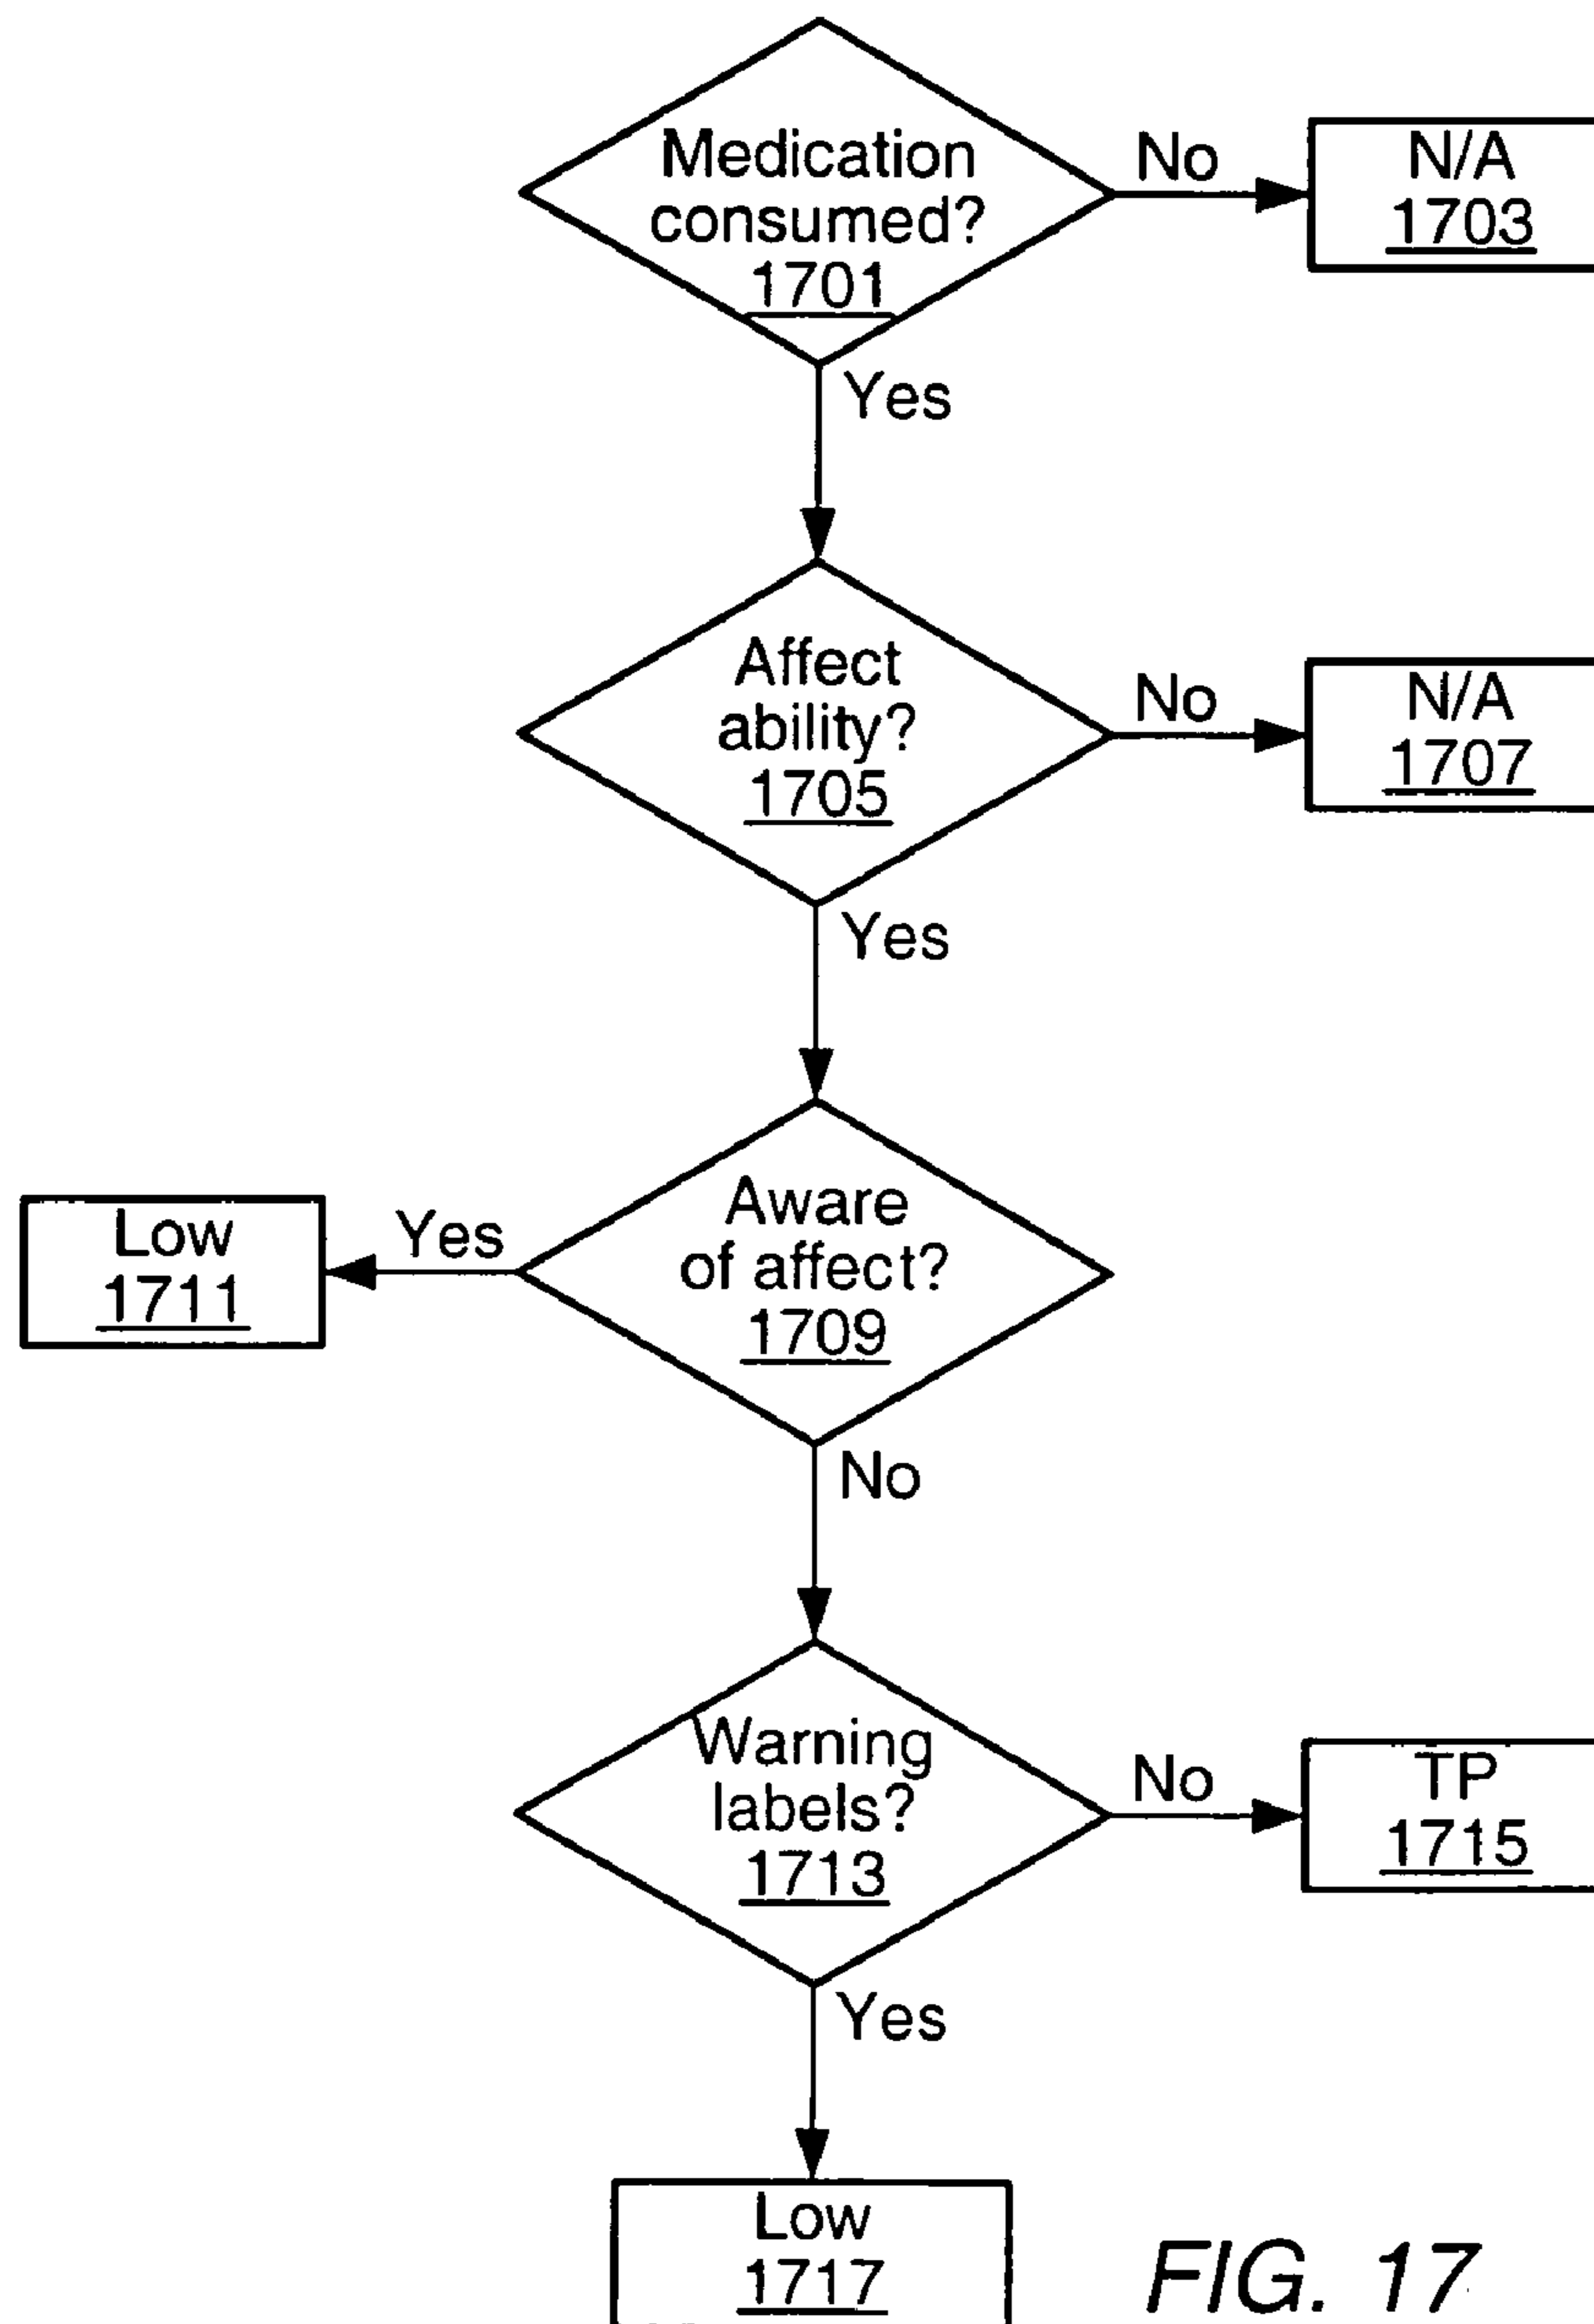 Medication
consumed?
1701
No
N/A
1703
Yes
Affect
ability?
1705
No
N/A
1707
Yes
Aware
of affect?
1709
Yes
Low
1711
No
Warning
labels?
1713
No
TP
1715
Yes
Low
1717
FIG. 17